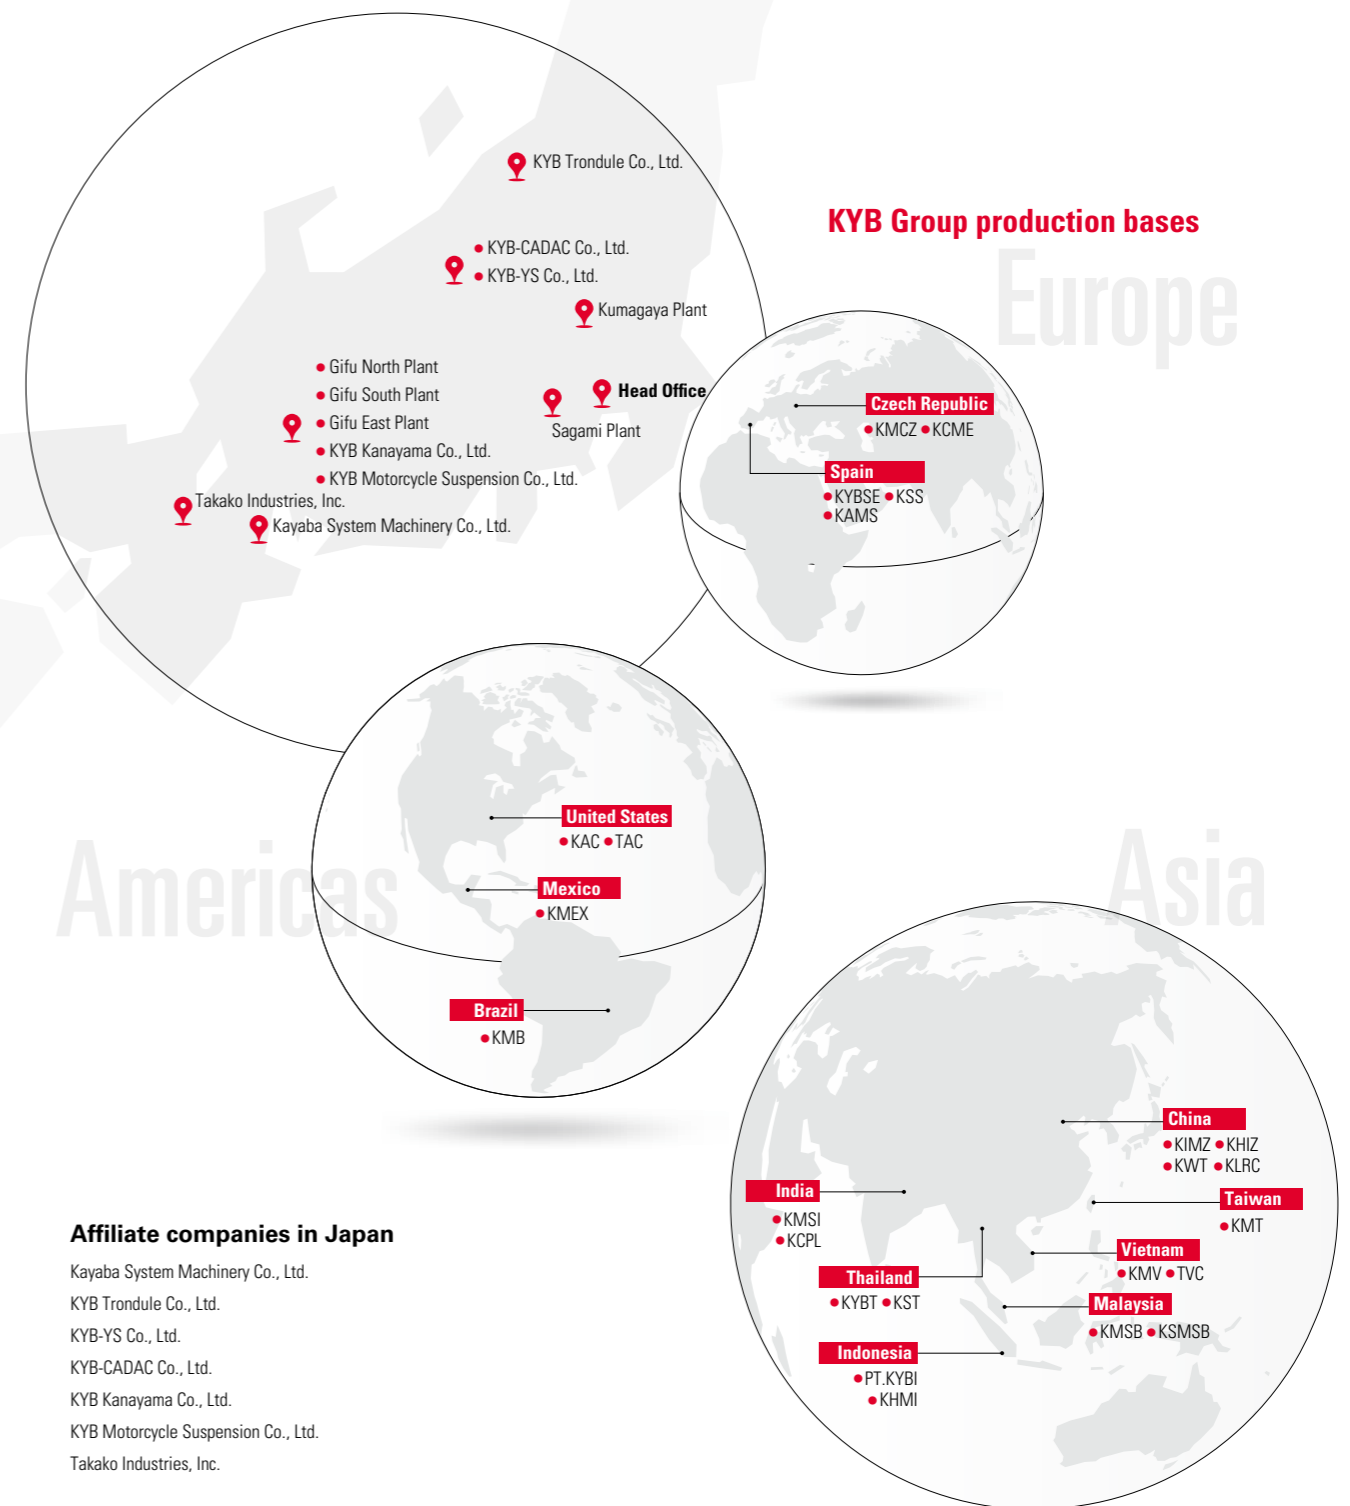 KYB Trondule Co., Ltd.
KYB Group production bases
KYB-CADAC Co., Ltd.
KYB-YS Co., Ltd.
Europe
Kumagaya Plant
Gifu North Plant
Gifu South Plant
Gifu East Plant
KYB Kanayama Co., Ltd.
KYB Motorcycle Suspension Co., Ltd.
Head Office
Sagami Plant
Takako Industries, Inc.
Kayaba System Machinery Co., Ltd.
Czech Republic
KMCZ KCME
Spain
KYBSE KSS
KAMS
Americas
United States
KAC TAC
Mexico
KMEX
Brazil
KMB
Asia
China
KIMZ KHIZ
KWT KLRC
India
KMSI
KCPL
Taiwan
KMT
Vietnam
KMV TVC
Thailand
KYBT KST
Malaysia
KMSB KSMSB
Indonesia
PT.KYBI
KHMI
Affiliate companies in Japan
Kayaba System Machinery Co., Ltd.
KYB Trondule Co., Ltd.
KYB-YS Co., Ltd.
KYB-CADAC Co., Ltd.
KYB Kanayama Co., Ltd.
KYB Motorcycle Suspension Co., Ltd.
Takako Industries, Inc.